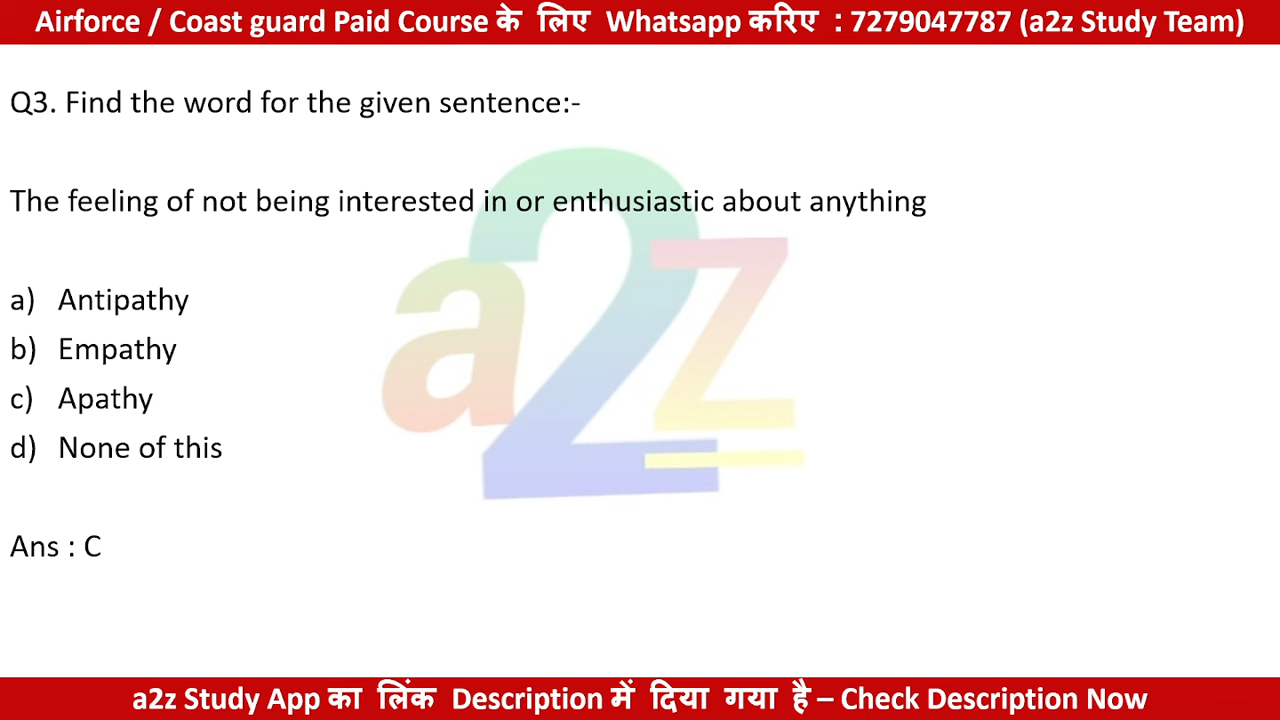 Airforce / Coast guard Paid Course के लिए Whatsapp करिए : 7279047787 (a2z Study Team)
Q3. Find the word for the given sentence:-
The feeling of not being interested in or enthusiastic about anything
a2z
a) Antipathy
b) Empathy
c) Apathy
d) None of this
Ans : C
a2z Study App का लिंक Description में दिया गया है – Check Description Now